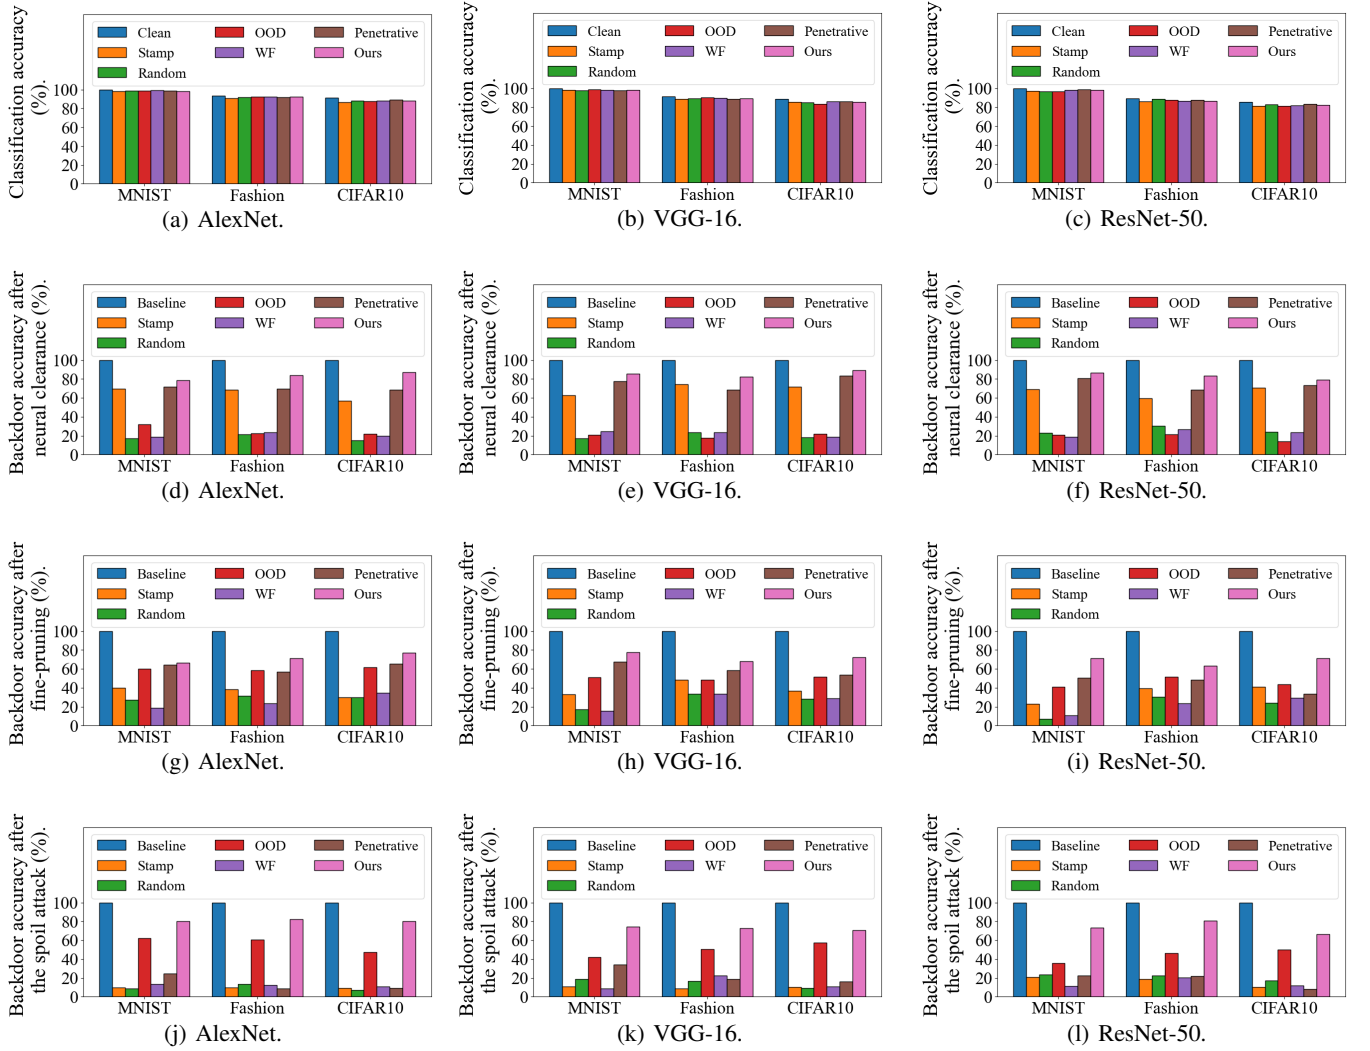 Classification accuracy
(%).
Clean OOD Penetrative
Stamp WF Ours
Random
100
80
60
40
20
0
MNIST Fashion CIFAR10
(a) AlexNet.
Classification accuracy
(%).
Clean OOD Penetrative
Stamp WF Ours
Random
100
80
60
40
20
0
MNIST Fashion CIFAR10
(b) VGG-16.
Classification accuracy
(%).
Clean OOD Penetrative
Stamp WF Ours
Random
100
80
60
40
20
0
MNIST Fashion CIFAR10
(c) ResNet-50.
Backdoor accuracy after
neural clearance (%).
Baseline OOD Penetrative
Stamp WF Ours
Random
100
80
60
40
20
0
MNIST Fashion CIFAR10
(d) AlexNet.
Backdoor accuracy after
neural clearance (%).
Baseline OOD Penetrative
Stamp WF Ours
Random
100
80
60
40
20
0
MNIST Fashion CIFAR10
(e) VGG-16.
Backdoor accuracy after
neural clearance (%).
Baseline OOD Penetrative
Stamp WF Ours
Random
100
80
60
40
20
0
MNIST Fashion CIFAR10
(f) ResNet-50.
Backdoor accuracy after
fine-pruning (%).
Baseline OOD Penetrative
Stamp WF Ours
Random
100
80
60
40
20
0
MNIST Fashion CIFAR10
(g) AlexNet.
Backdoor accuracy after
fine-pruning (%).
Baseline OOD Penetrative
Stamp WF Ours
Random
100
80
60
40
20
0
MNIST Fashion CIFAR10
(h) VGG-16.
Backdoor accuracy after
fine-pruning (%).
Baseline OOD Penetrative
Stamp WF Ours
Random
100
80
60
40
20
0
MNIST Fashion CIFAR10
(i) ResNet-50.
Backdoor accuracy after
the spoil attack (%).
Baseline OOD Penetrative
Stamp WF Ours
Random
100
80
60
40
20
0
MNIST Fashion CIFAR10
(j) AlexNet.
Backdoor accuracy after
the spoil attack (%).
Baseline OOD Penetrative
Stamp WF Ours
Random
100
80
60
40
20
0
MNIST Fashion CIFAR10
(k) VGG-16.
Backdoor accuracy after
the spoil attack (%).
Baseline OOD Penetrative
Stamp WF Ours
Random
100
80
60
40
20
0
MNIST Fashion CIFAR10
(l) ResNet-50.